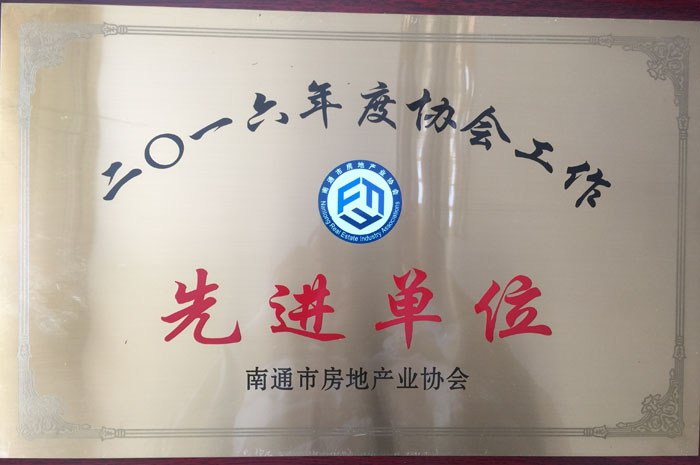 二〇一六年度协会工作
南通市房地产业协会
Nantong Real Estate Industry Associations
先进单位
南通市房地产业协会